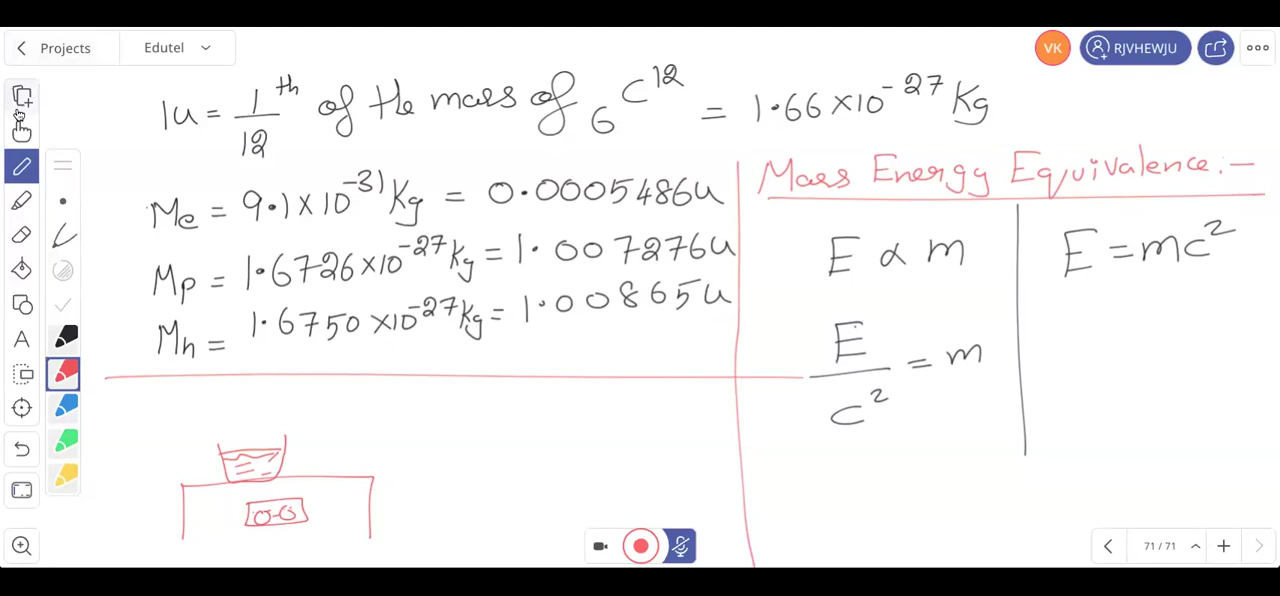 Projects
Edutel
VK
RJVHEWJU
1u = 1/12 th of the mass of ₆C¹² = 1.66 × 10⁻²⁷ Kg
Me = 9.1 × 10⁻³¹ Kg = 0.0005486u
Mp = 1.6726 × 10⁻²⁷ Kg = 1.007276u
Mn = 1.6750 × 10⁻²⁷ Kg = 1.00865u
Mass Energy Equivalence :-
E ∝ m
E = mc²
E/c² = m
00
A
71 / 71